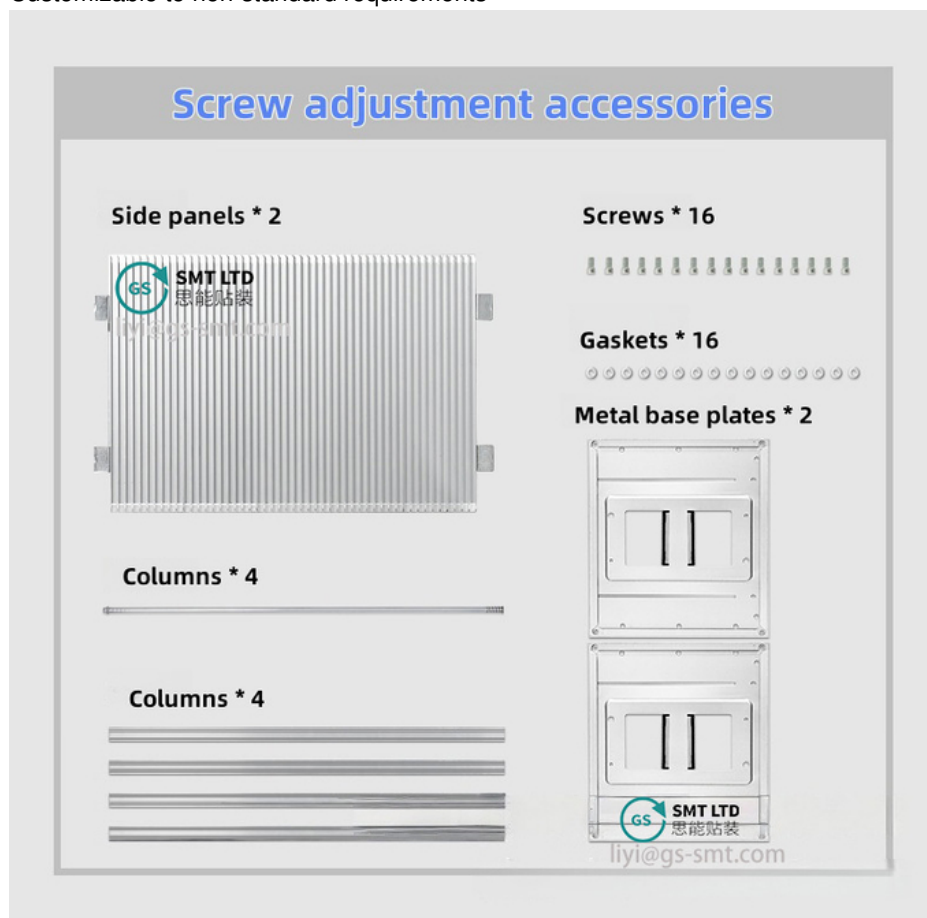 Customizable to non-standard requirements
Screw adjustment accessories
Side panels * 2
Screws * 16
GS
SMT LTD
思能贴装
liyi@gs-smt.com
Gaskets * 16
Metal base plates * 2
Columns * 4
Columns * 4
GS
SMT LTD
思能贴装
liyi@gs-smt.com